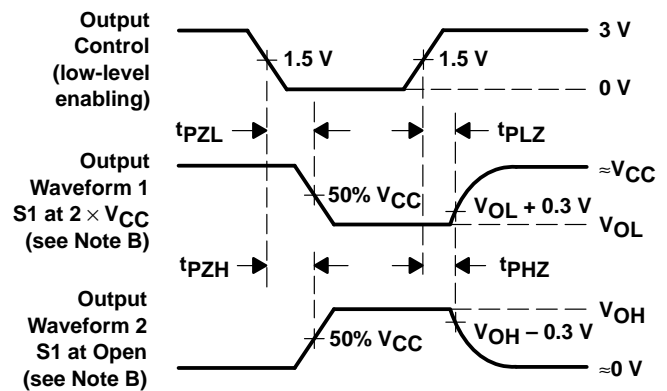 Output
Control
(low-level
enabling)
1.5 V
1.5 V
3 V
0 V
tPZL
tPLZ
Output
Waveform 1
S1 at 2 × VCC
(see Note B)
50% VCC
VOL + 0.3 V
≈VCC
VOL
tPZH
tPHZ
Output
Waveform 2
S1 at Open
(see Note B)
50% VCC
VOH − 0.3 V
VOH
≈0 V